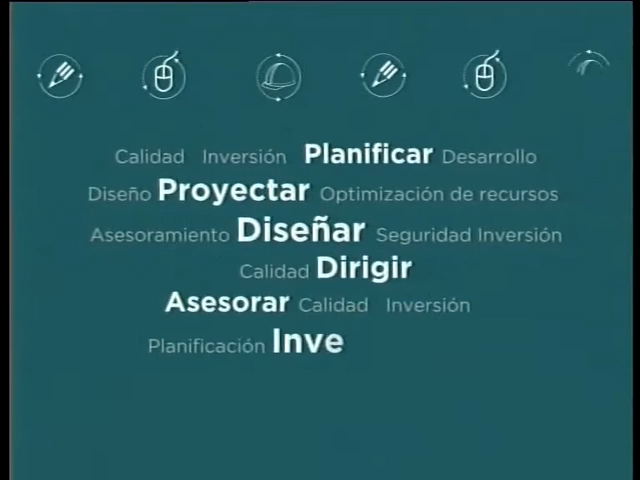 Calidad Inversión Planificar Desarrollo
Diseño Proyectar Optimización de recursos
Asesoramiento Diseñar Seguridad Inversión
Calidad Dirigir
Asesorar Calidad Inversión
Planificación Inve